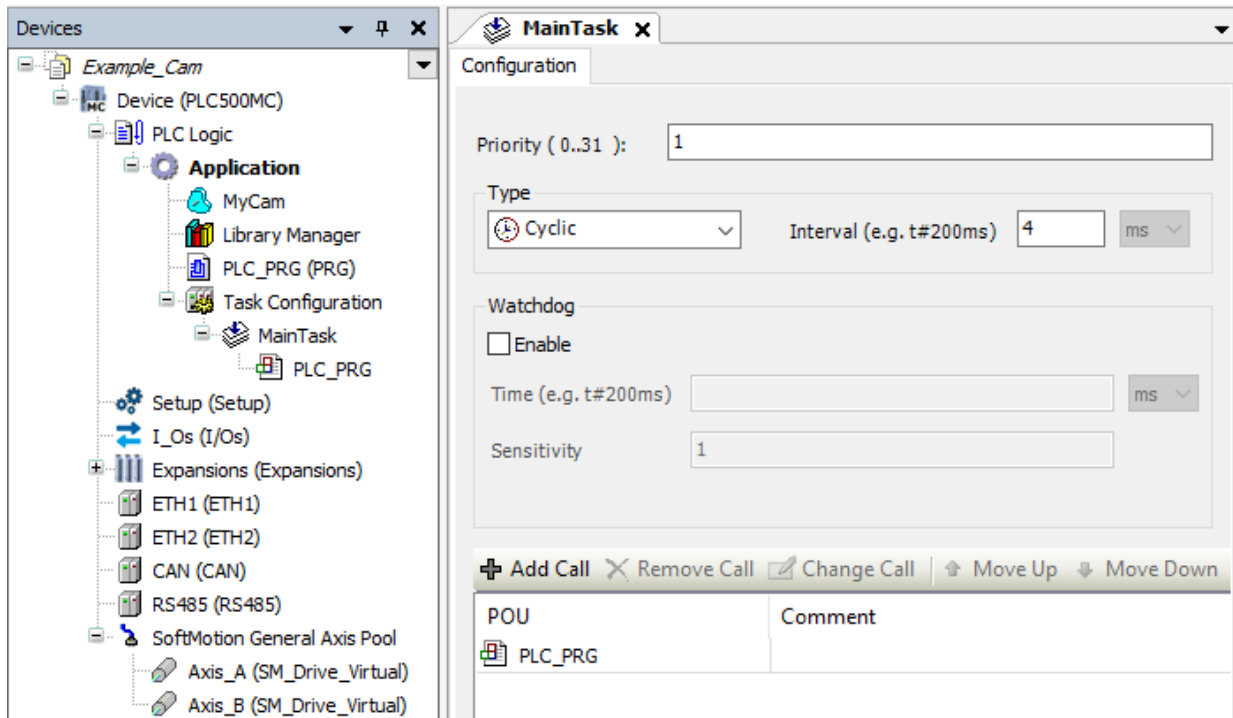 Devices
Example_Cam
Device (PLC500MC)
PLC Logic
Application
MyCam
Library Manager
PLC_PRG (PRG)
Task Configuration
MainTask
PLC_PRG
Setup (Setup)
I_Os (I/Os)
Expansions (Expansions)
ETH1 (ETH1)
ETH2 (ETH2)
CAN (CAN)
RS485 (RS485)
SoftMotion General Axis Pool
Axis_A (SM_Drive_Virtual)
Axis_B (SM_Drive_Virtual)
MainTask
Configuration
Priority ( 0..31 ): 1
Type
Cyclic Interval (e.g. t#200ms) 4 ms
Watchdog
Enable
Time (e.g. t#200ms) ms
Sensitivity 1
Add Call Remove Call Change Call Move Up Move Down
POU Comment
PLC_PRG